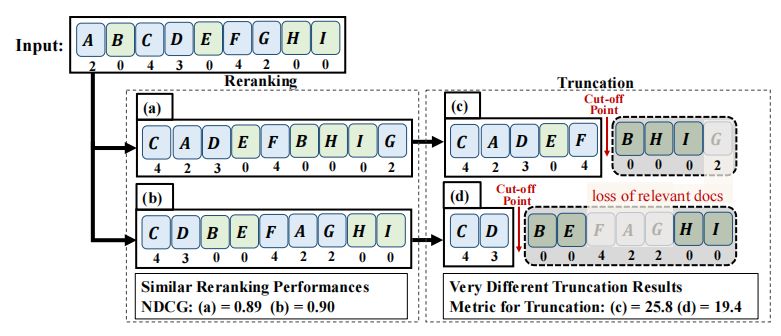 Input: A B C D E F G H I
2 0 4 3 0 4 2 0 0
Reranking
Truncation
(a)
C A D E F B H I G
4 2 3 0 4 0 0 0 2
(c)
Cut-off
Point
C A D E F B H I G
4 2 3 0 4 0 0 0 2
(b)
C D B E F A G H I
4 3 0 0 4 2 2 0 0
(d)
Cut-off
Point
loss of relevant docs
C D B E F A G H I
4 3 0 0 4 2 2 0 0
Similar Reranking Performances
NDCG: (a) = 0.89 (b) = 0.90
Very Different Truncation Results
Metric for Truncation: (c) = 25.8 (d) = 19.4